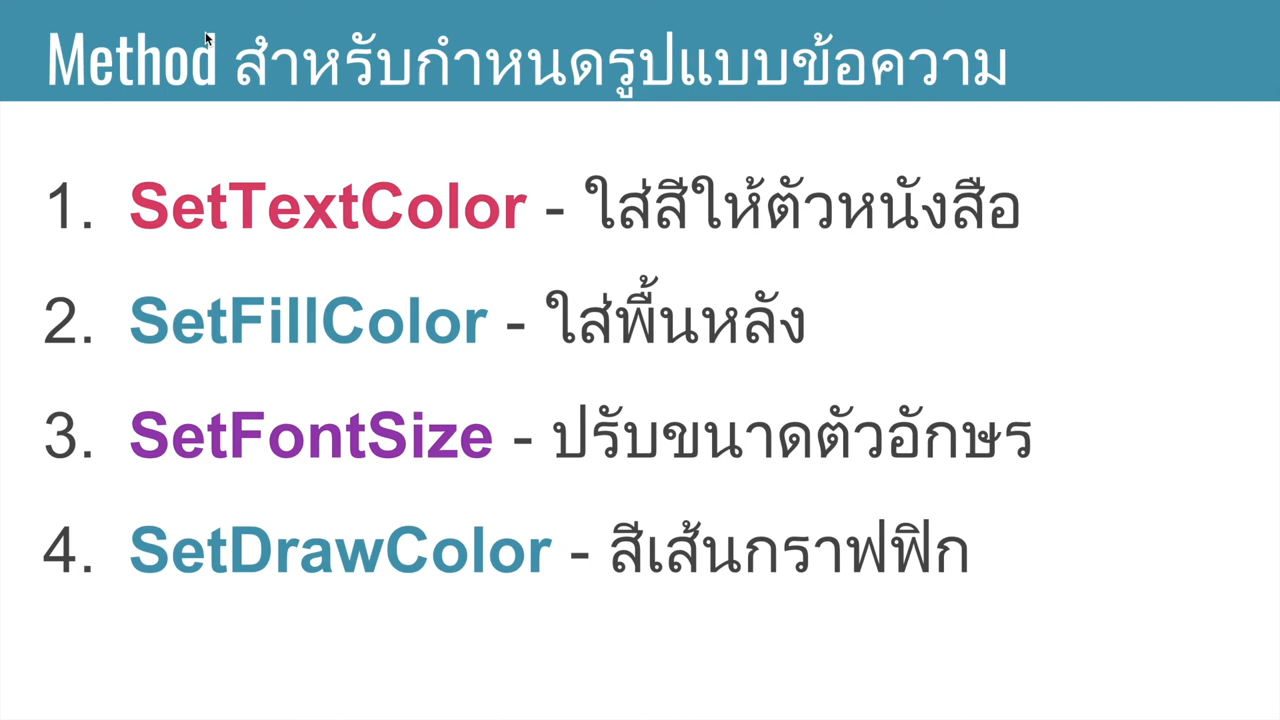 Method สำหรับกำหนดรูปแบบข้อความ
1. SetTextColor - ใส่สีให้ตัวหนังสือ
2. SetFillColor - ใส่พื้นหลัง
3. SetFontSize - ปรับขนาดตัวอักษร
4. SetDrawColor - สีเส้นกราฟฟิก